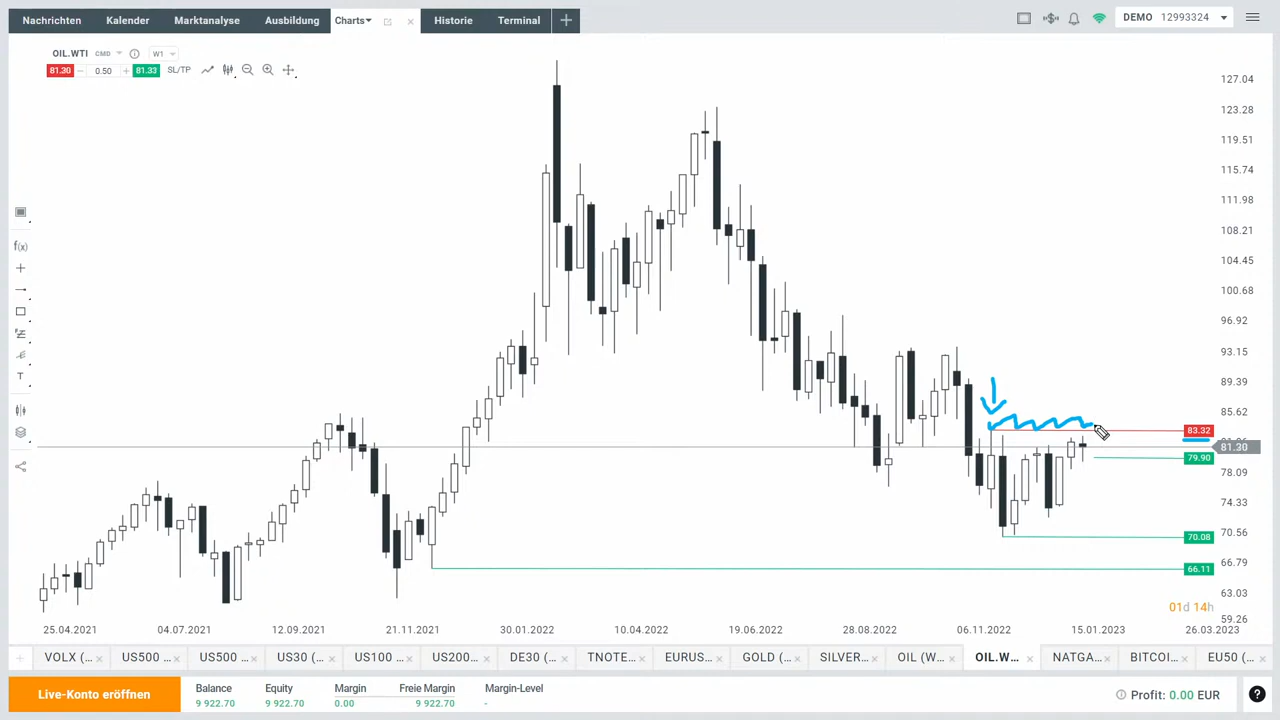 Nachrichten Kalender Marktanalyse Ausbildung Charts Historie Terminal
DEMO 12993324
OIL.WTI CMD W1
81.30 0.50 81.33 SL/TP
127.04
123.28
119.51
115.74
111.98
108.21
104.45
100.68
96.92
93.15
89.39
85.62
83.32
81.30
79.90
78.09
74.33
70.56
70.08
66.79
66.11
63.03
59.26
f(x)
T
01d 14h
25.04.2021 04.07.2021 12.09.2021 21.11.2021 30.01.2022 10.04.2022 19.06.2022 28.08.2022 06.11.2022 15.01.2023 26.03.2023
VOLX (... US500 ... US500 ... US30 (... US100 ... US200... DE30 (... TNOTE... EURUS... GOLD (... SILVER... OIL (W... OIL.W... NATGA... BITCOI... EU50 (...
Live-Konto eröffnen
Balance Equity Margin Freie Margin Margin-Level
9 922.70 9 922.70 0.00 9 922.70 -
Profit: 0.00 EUR